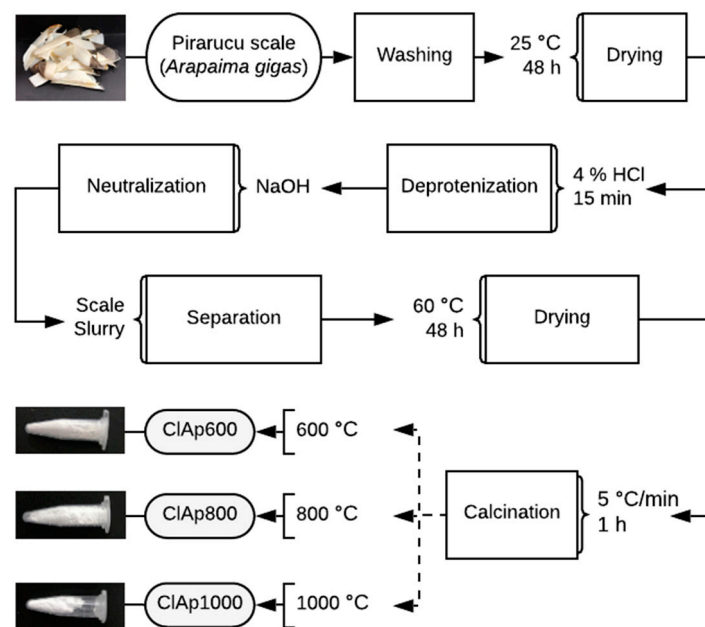 Pirarucu scale
(Arapaima gigas)
Washing
25 °C
48 h
Drying
Neutralization
NaOH
Deprotenization
4 % HCl
15 min
Scale
Slurry
Separation
60 °C
48 h
Drying
ClAp600
600 °C
ClAp800
800 °C
Calcination
5 °C/min
1 h
ClAp1000
1000 °C